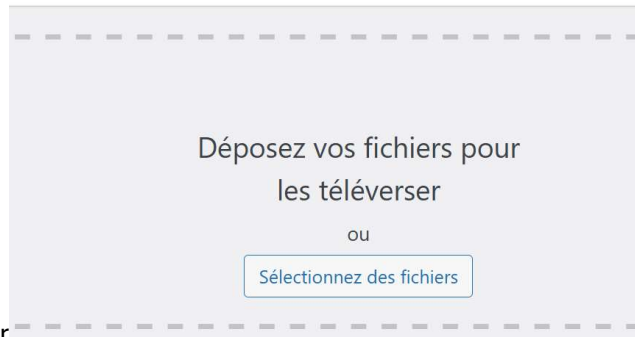 Déposez vos fichiers pour
les téléverser
ou
Sélectionnez des fichiers
r